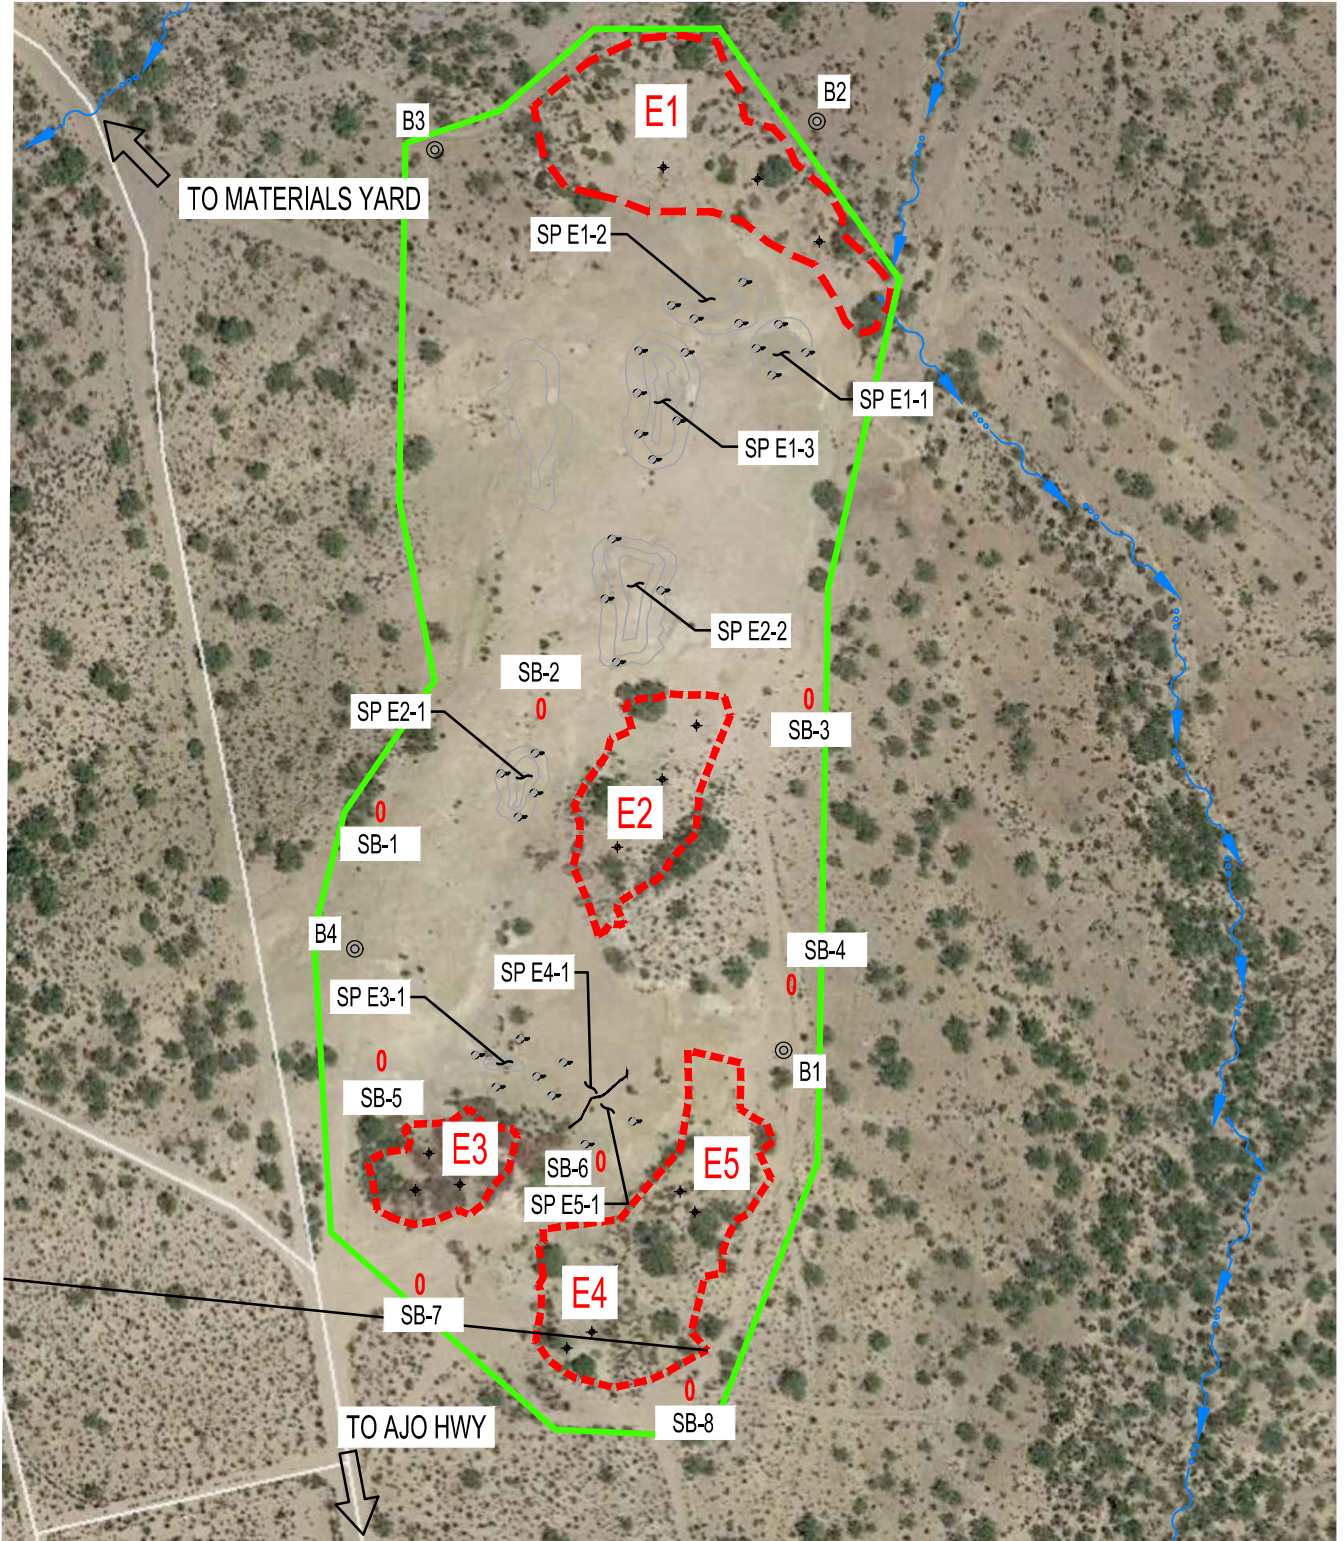 B2
E1
B3
TO MATERIALS YARD
SP E1-2
SP E1-1
SP E1-3
SP E2-2
SB-2
SP E2-1
SB-3
E2
SB-1
B4
SB-4
SP E4-1
SP E3-1
B1
SB-5
E3
SB-6
E5
SP E5-1
E4
SB-7
SB-8
TO AJO HWY